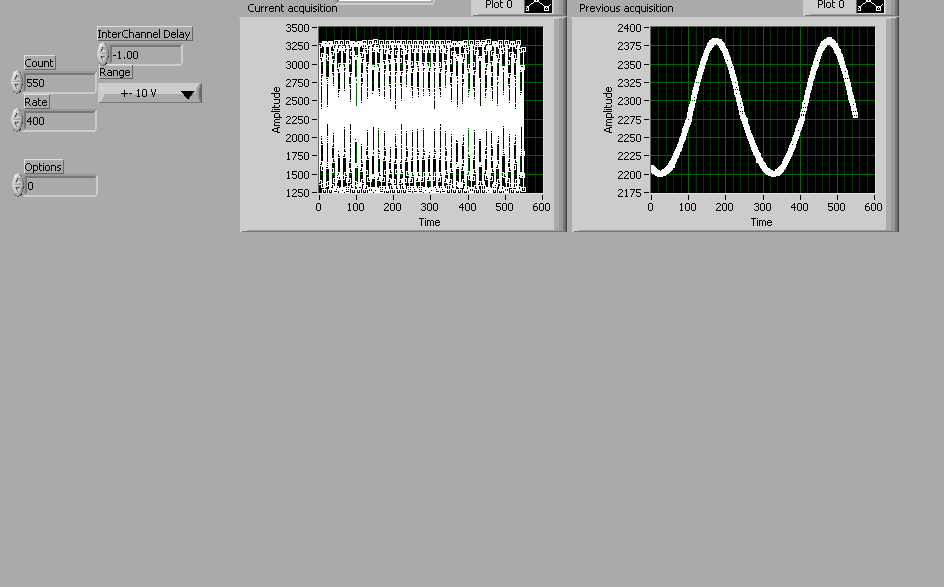 InterChannel Delay
-1.00
Count
550
Range
+- 10 V
Rate
400
Options
0
Current acquisition
Plot 0
3500
3250
3000
2750
2500
2250
2000
1750
1500
1250
Amplitude
0 100 200 300 400 500 600
Time
Previous acquisition
Plot 0
2400
2375
2350
2325
2300
2275
2250
2225
2200
2175
Amplitude
0 100 200 300 400 500 600
Time